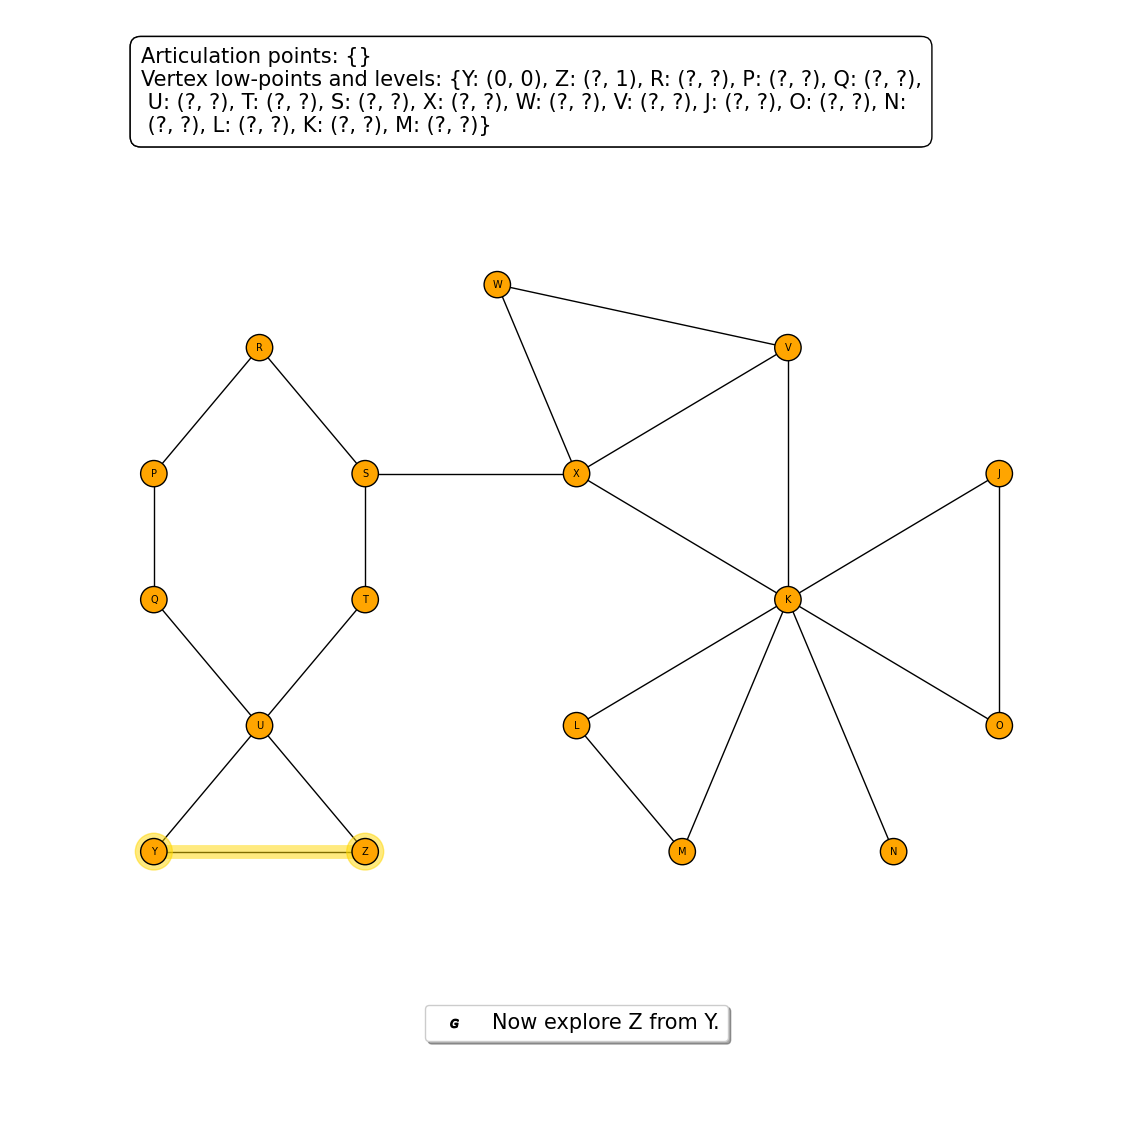 Articulation points: {}
Vertex low-points and levels: {Y: (0, 0), Z: (?, 1), R: (?, ?), P: (?, ?), Q: (?, ?),
U: (?, ?), T: (?, ?), S: (?, ?), X: (?, ?), W: (?, ?), V: (?, ?), J: (?, ?), O: (?, ?), N:
(?, ?), L: (?, ?), K: (?, ?), M: (?, ?)}
W
R
V
P
S
X
J
Q
T
K
U
L
O
Y
Z
M
N
G Now explore Z from Y.